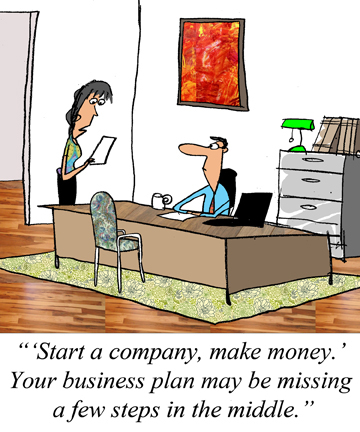 “‘Start a company, make money.’
Your business plan may be missing
a few steps in the middle.”